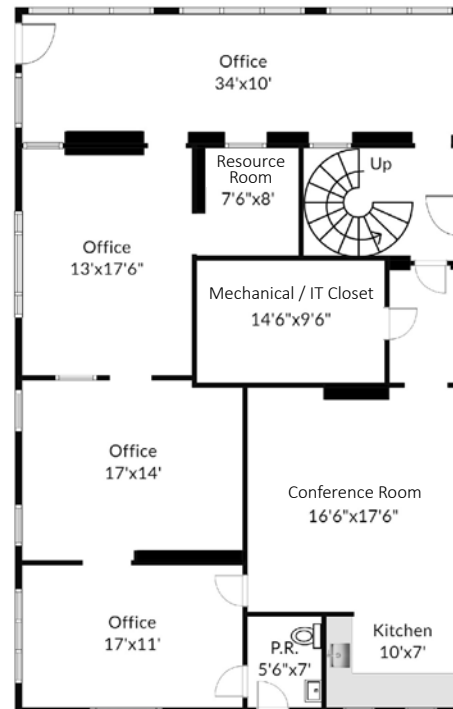 Office
34'x10'
Resource
Room
7'6"x8'
Up
Office
13'x17'6"
Mechanical / IT Closet
14'6"x9'6"
Office
17'x14'
Conference Room
16'6"x17'6"
Office
17'x11'
P.R.
5'6"x7'
Kitchen
10'x7'